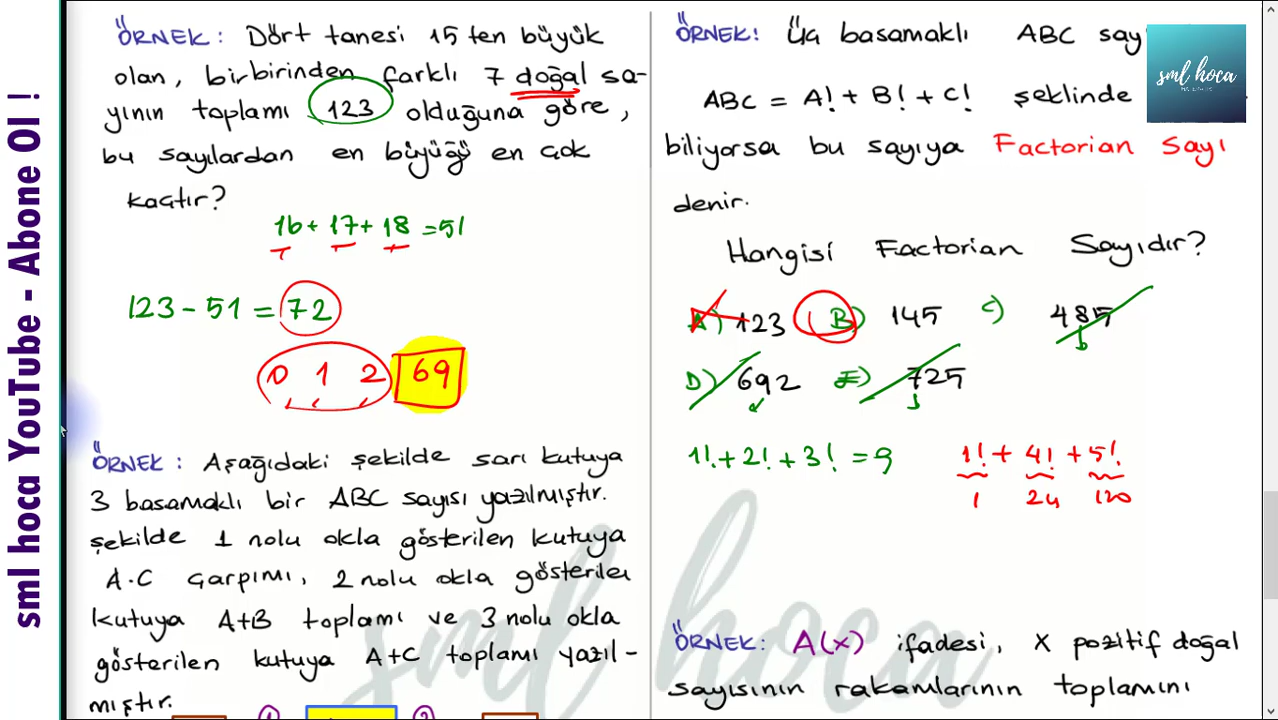 sml hoca YouTube - Abone Ol !
ÖRNEK: Dört tanesi 15 ten büyük
olan, birbirinden farklı 7 doğal sa-
yının toplamı 123 olduğuna göre,
bu sayılardan en büyüğü en çok
kaçtır?
16+ 17+ 18 = 51
123 - 51 = 72
0 1 2 69
ÖRNEK: Aşağıdaki şekilde sarı kutuya
3 basamaklı bir ABC sayısı yazılmıştır.
Şekilde 1 nolu okla gösterilen kutuya
A.C çarpımı, 2 nolu okla gösterilen
kutuya A+B toplamı ve 3 nolu okla
gösterilen kutuya A+C toplamı yazıl-
mıştır.
1 2
ÖRNEK: Üç basamaklı ABC say
sml hoca
ABC = A! + B! + C! şeklinde
biliyorsa bu sayıya Factorian Sayı
denir.
Hangisi Factorian Sayıdır?
A) 123 B) 145 C) 485
D) 692 E) 725
1!+2!+3! = 9 1! + 4! + 5!
1 24 120
sml hoca
ÖRNEK: A(x) ifadesi, x pozitif doğal
sayısının rakamlarının toplamını